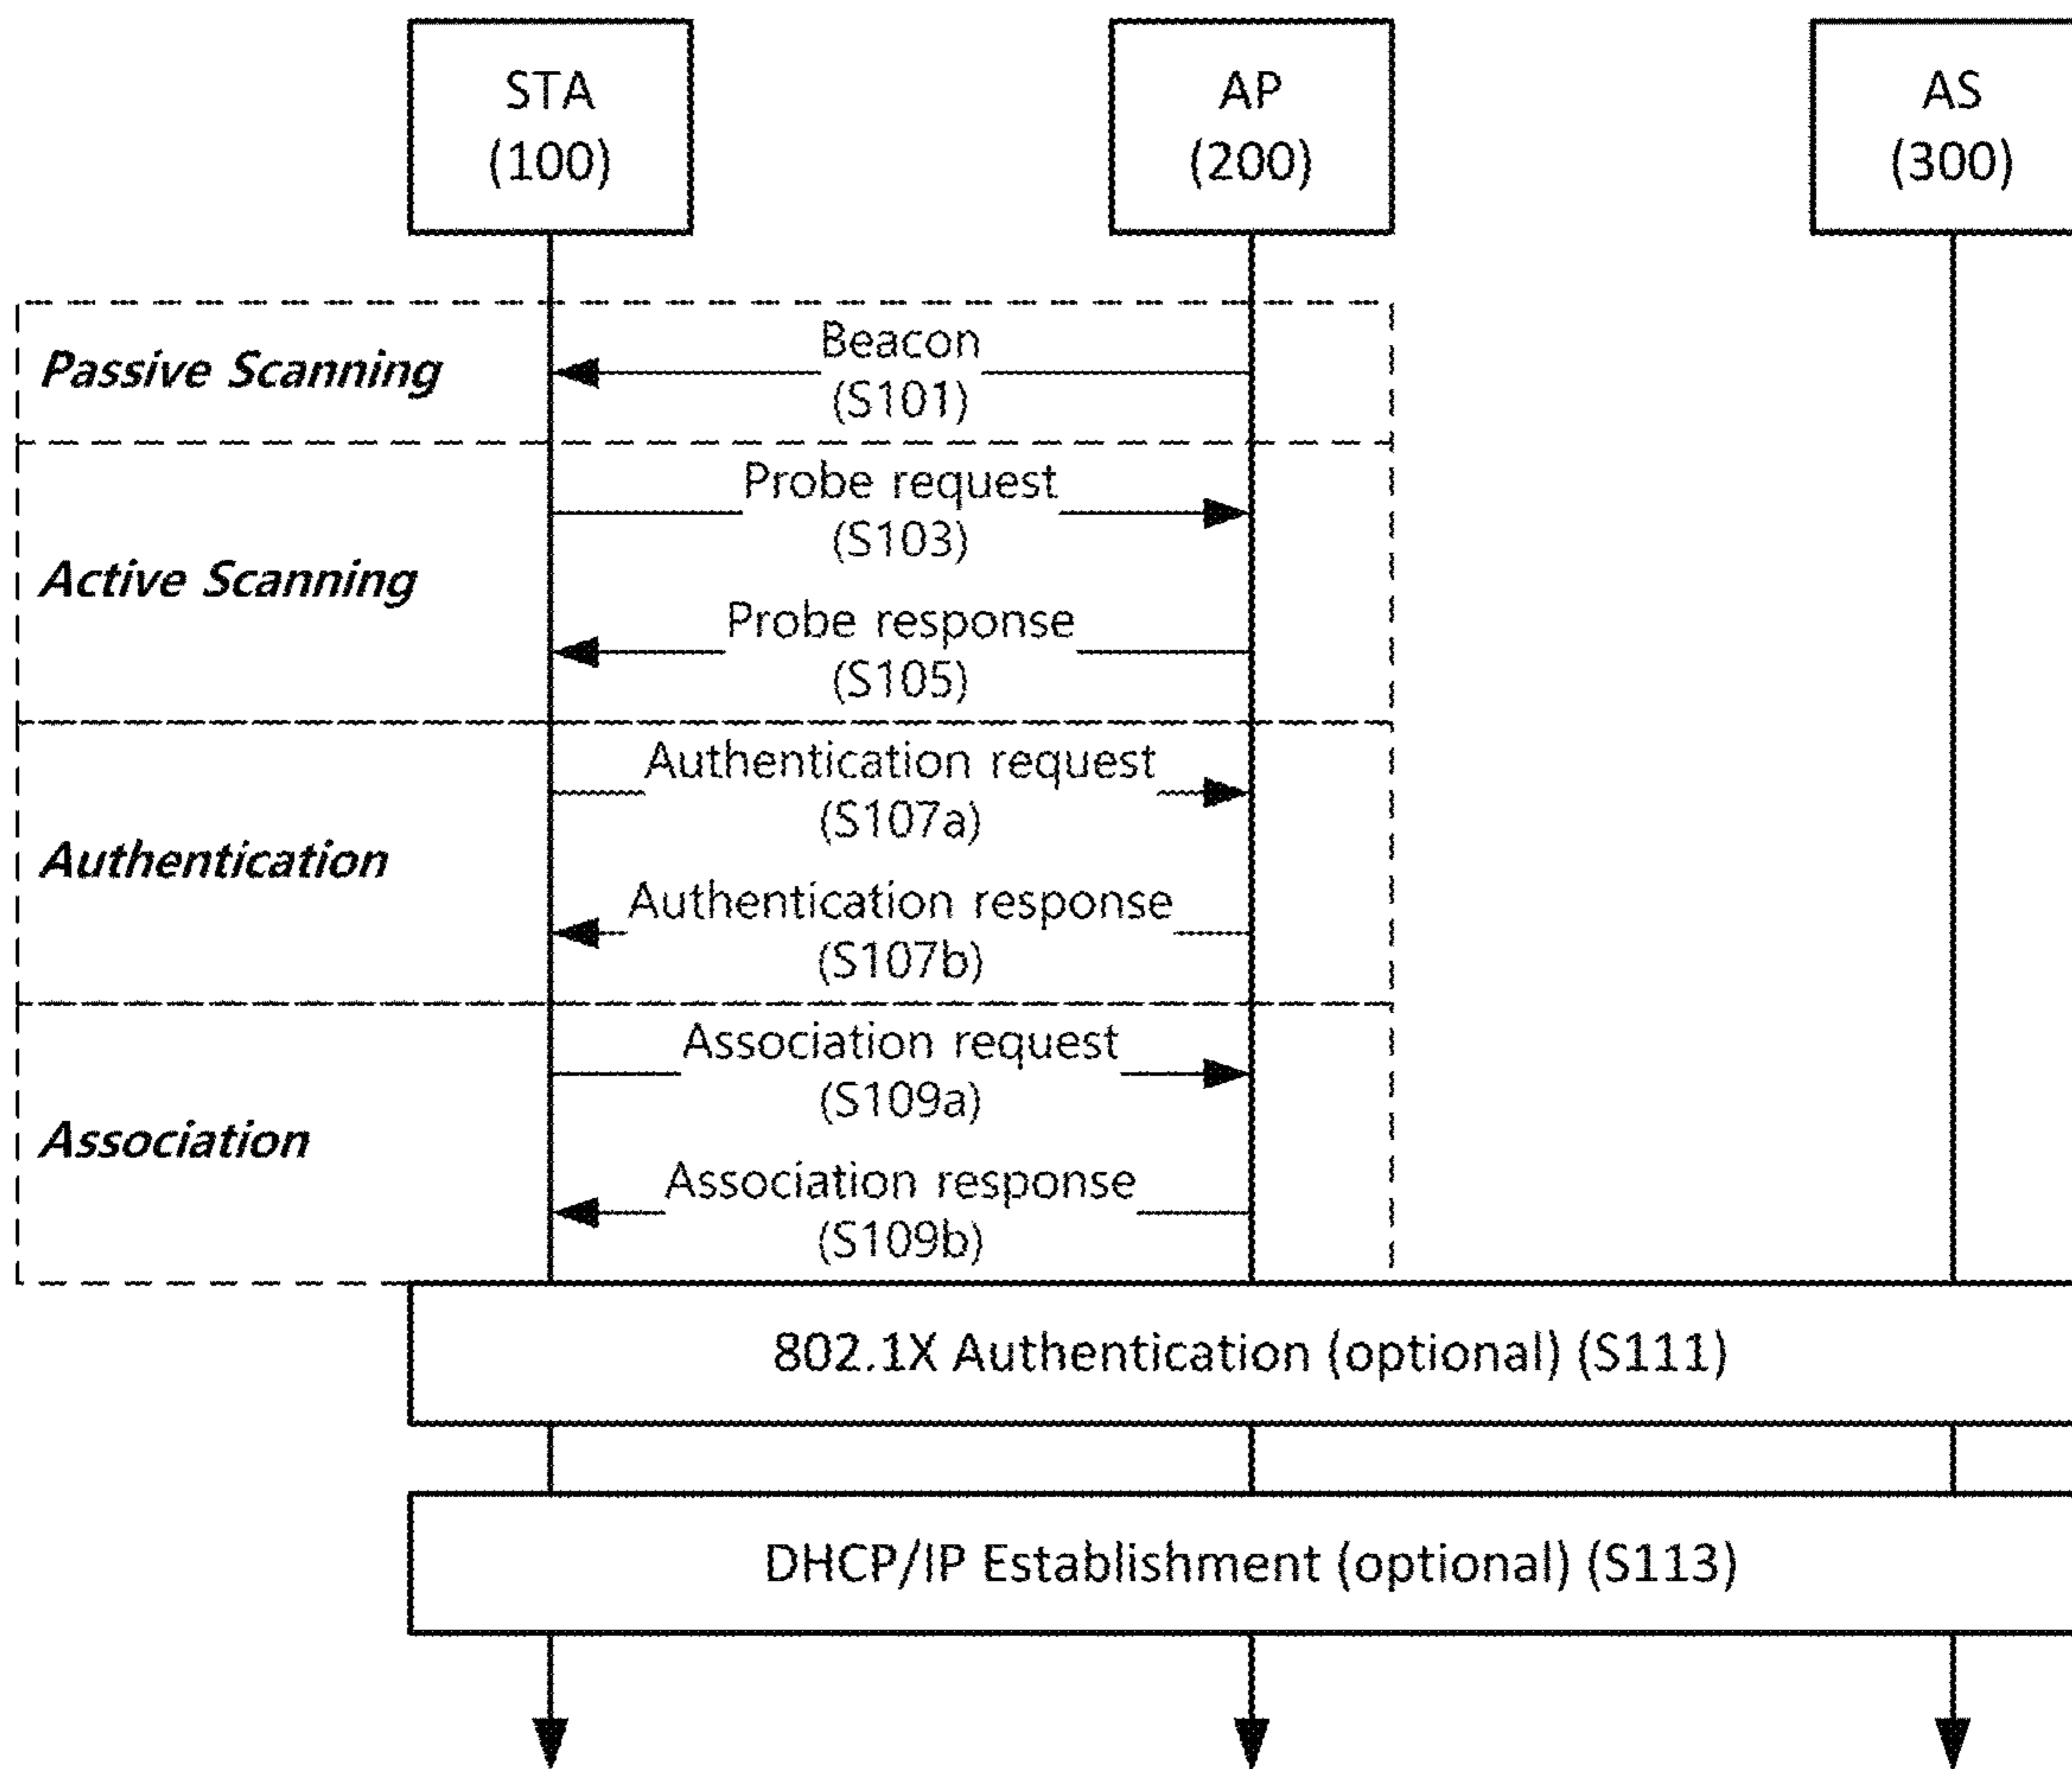 STA
(100)
AP
(200)
AS
(300)
Passive Scanning
Beacon
(S101)
Active Scanning
Probe request
(S103)
Probe response
(S105)
Authentication
Authentication request
(S107a)
Authentication response
(S107b)
Association
Association request
(S109a)
Association response
(S109b)
802.1X Authentication (optional) (S111)
DHCP/IP Establishment (optional) (S113)